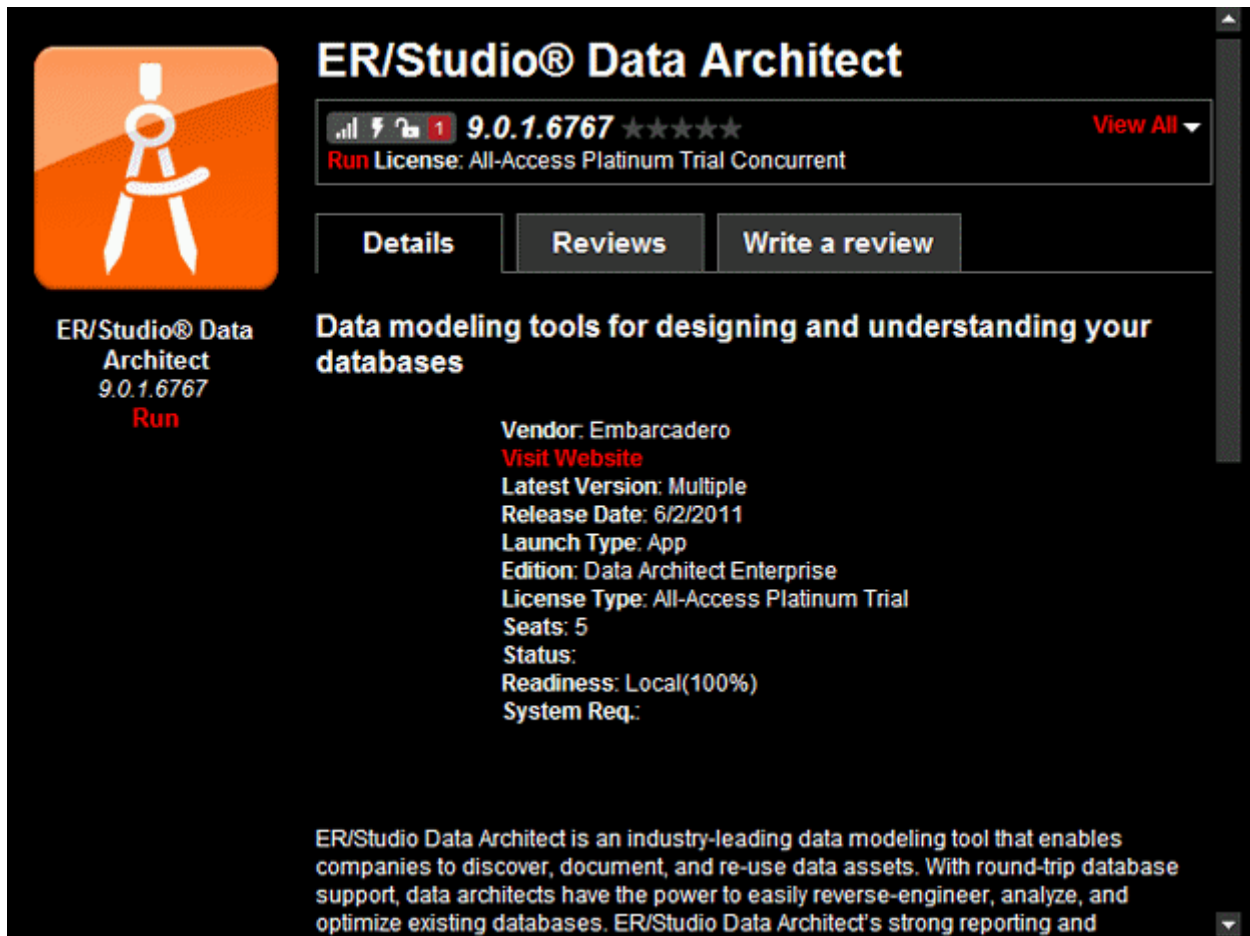 ER/Studio® Data Architect
1 9.0.1.6767
View All
Run License: All-Access Platinum Trial Concurrent
Details
Reviews
Write a review
ER/Studio® Data
Architect
9.0.1.6767
Run
Data modeling tools for designing and understanding your
databases
Vendor: Embarcadero
Visit Website
Latest Version: Multiple
Release Date: 6/2/2011
Launch Type: App
Edition: Data Architect Enterprise
License Type: All-Access Platinum Trial
Seats: 5
Status:
Readiness: Local(100%)
System Req.:
ER/Studio Data Architect is an industry-leading data modeling tool that enables
companies to discover, document, and re-use data assets. With round-trip database
support, data architects have the power to easily reverse-engineer, analyze, and
optimize existing databases. ER/Studio Data Architect's strong reporting and